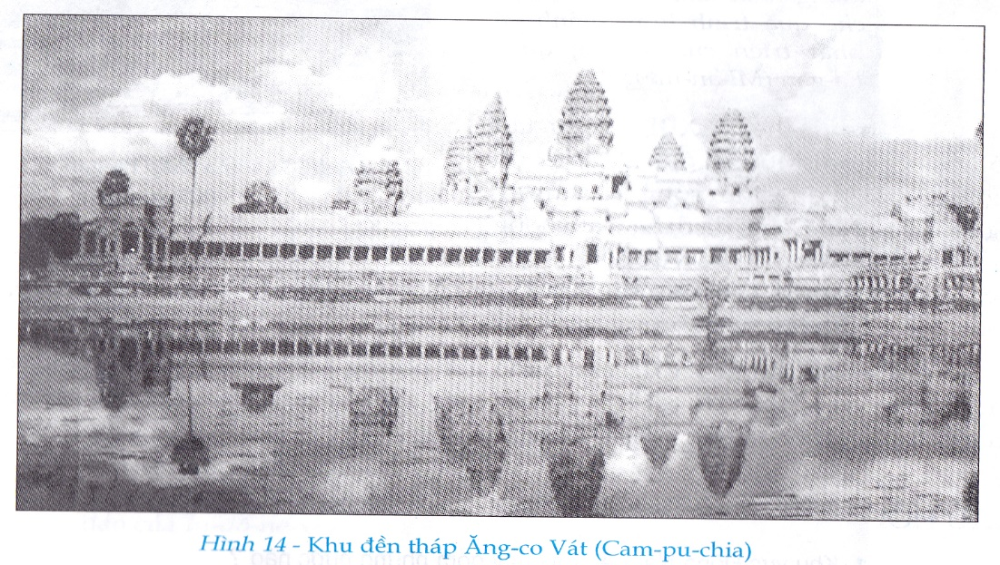 Hình 14 - Khu đền tháp Ăng-co Vát (Cam-pu-chia)